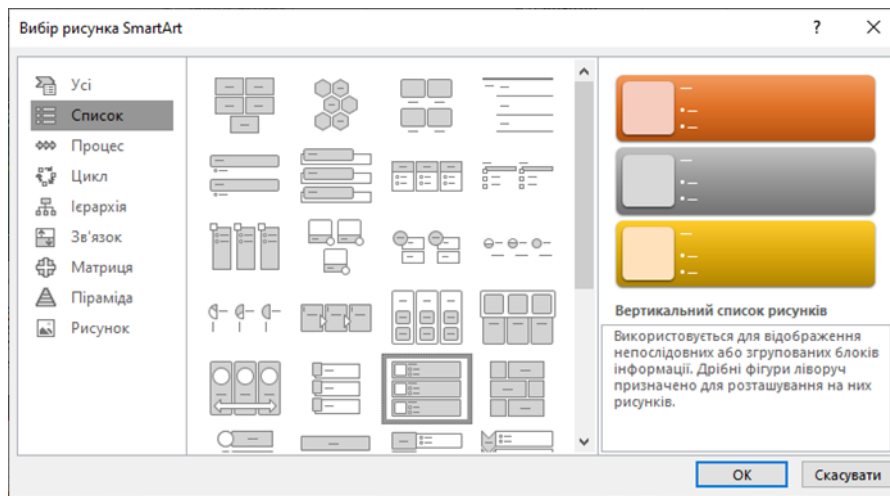 Вибір рисунка SmartArt
?
Усі
Список
Процес
Цикл
Ієрархія
Зв'язок
Матриця
Піраміда
Рисунок
Вертикальний список рисунків
Використовується для відображення
непослідовних або згрупованих блоків
інформації. Дрібні фігури ліворуч
призначено для розташування на них
рисунків.
ОК
Скасувати